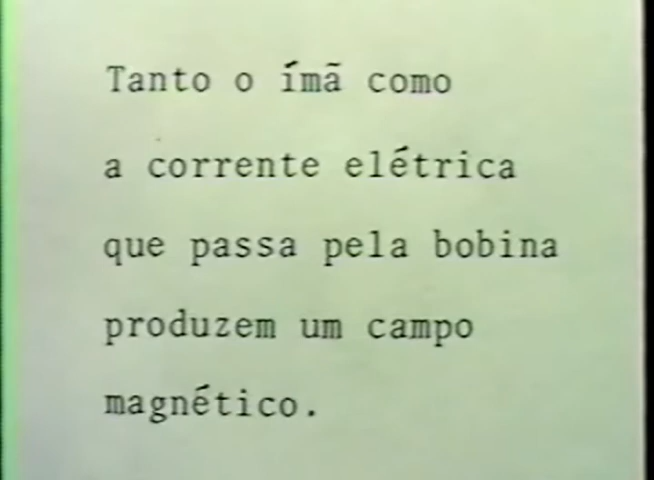 Tanto o ímã como
a corrente elétrica
que passa pela bobina
produzem um campo
magnético.